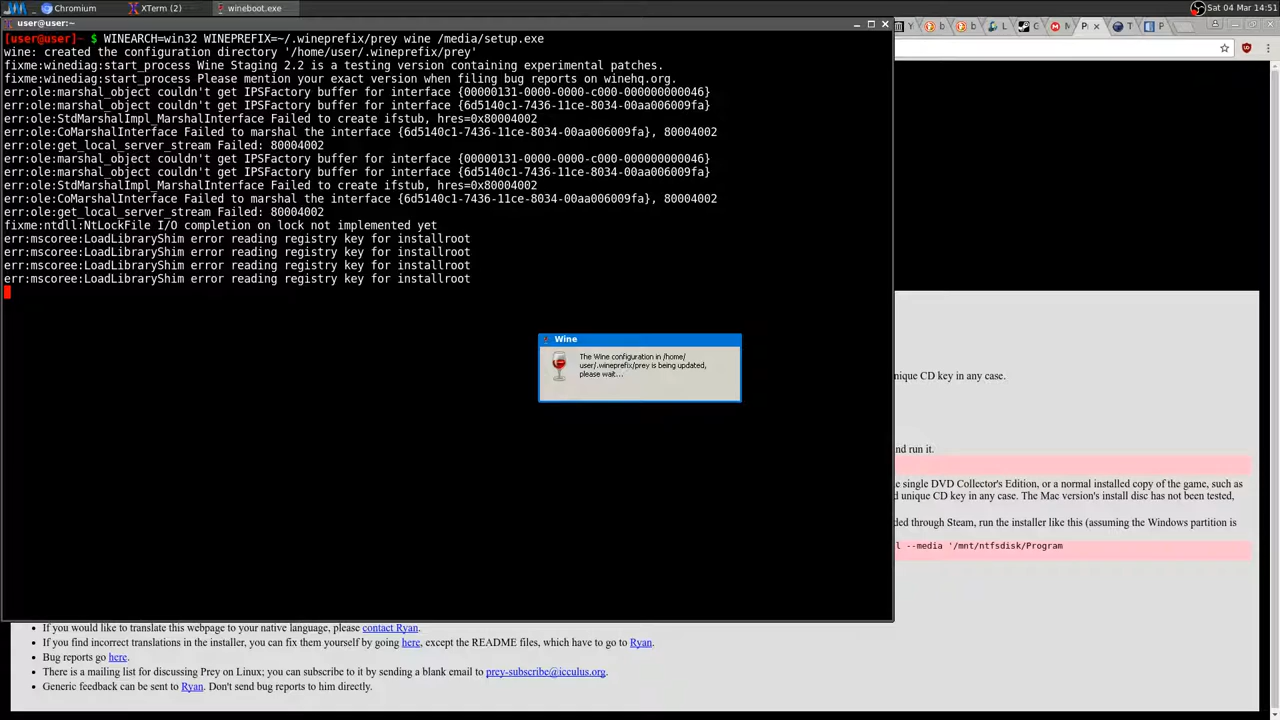 Chromium
XTerm (2)
wineboot.exe
Sat 04 Mar 14:51
user@user:~
[user@user]~ $ WINEARCH=win32 WINEPREFIX=~/.wineprefix/prey wine /media/setup.exe
wine: created the configuration directory '/home/user/.wineprefix/prey'
fixme:winediag:start_process Wine Staging 2.2 is a testing version containing experimental patches.
fixme:winediag:start_process Please mention your exact version when filing bug reports on winehq.org.
err:ole:marshal_object couldn't get IPSFactory buffer for interface {00000131-0000-0000-c000-000000000046}
err:ole:marshal_object couldn't get IPSFactory buffer for interface {6d5140c1-7436-11ce-8034-00aa006009fa}
err:ole:StdMarshalImpl_MarshalInterface Failed to create ifstub, hres=0x80004002
err:ole:CoMarshalInterface Failed to marshal the interface {6d5140c1-7436-11ce-8034-00aa006009fa}, 80004002
err:ole:get_local_server_stream Failed: 80004002
err:ole:marshal_object couldn't get IPSFactory buffer for interface {00000131-0000-0000-c000-000000000046}
err:ole:marshal_object couldn't get IPSFactory buffer for interface {6d5140c1-7436-11ce-8034-00aa006009fa}
err:ole:StdMarshalImpl_MarshalInterface Failed to create ifstub, hres=0x80004002
err:ole:CoMarshalInterface Failed to marshal the interface {6d5140c1-7436-11ce-8034-00aa006009fa}, 80004002
err:ole:get_local_server_stream Failed: 80004002
fixme:ntdll:NtLockFile I/O completion on lock not implemented yet
err:mscoree:LoadLibraryShim error reading registry key for installroot
err:mscoree:LoadLibraryShim error reading registry key for installroot
err:mscoree:LoadLibraryShim error reading registry key for installroot
err:mscoree:LoadLibraryShim error reading registry key for installroot
Wine
The Wine configuration in /home/
user/.wineprefix/prey is being updated,
please wait...
nique CD key in any case.
nd run it.
e single DVD Collector's Edition, or a normal installed copy of the game, such as
d unique CD key in any case. The Mac version's install disc has not been tested,
ded through Steam, run the installer like this (assuming the Windows partition is
l --media '/mnt/ntfsdisk/Program
If you would like to translate this webpage to your native language, please contact Ryan.
If you find incorrect translations in the installer, you can fix them yourself by going here, except the README files, which have to go to Ryan.
Bug reports go here.
There is a mailing list for discussing Prey on Linux; you can subscribe to it by sending a blank email to prey-subscribe@icculus.org.
Generic feedback can be sent to Ryan. Don't send bug reports to him directly.